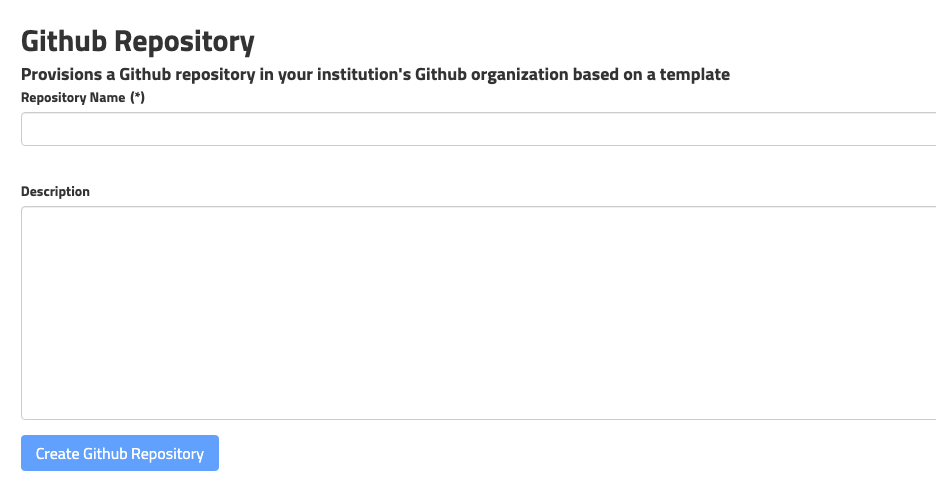 Github Repository
Provisions a Github repository in your institution's Github organization based on a template
Repository Name (*)
Description
Create Github Repository